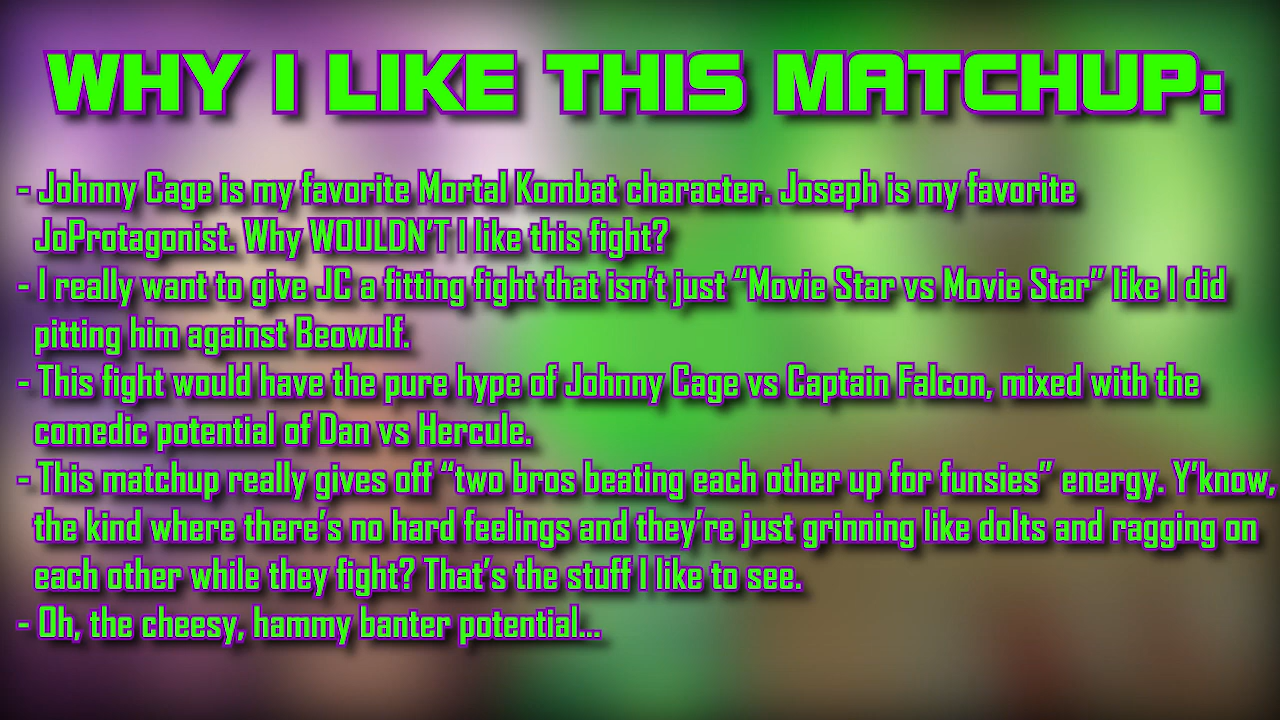 WHY I LIKE THIS MATCHUP:
- Johnny Cage is my favorite Mortal Kombat character. Joseph is my favorite
JoProtagonist. Why WOULDN'T I like this fight?
- I really want to give JC a fitting fight that isn't just “Movie Star vs Movie Star” like I did
pitting him against Beowulf.
- This fight would have the pure hype of Johnny Cage vs Captain Falcon, mixed with the
comedic potential of Dan vs Hercule.
- This matchup really gives off “two bros beating each other up for funsies” energy. Y'know,
the kind where there's no hard feelings and they're just grinning like dolts and ragging on
each other while they fight? That's the stuff I like to see.
- Oh, the cheesy, hammy banter potential...